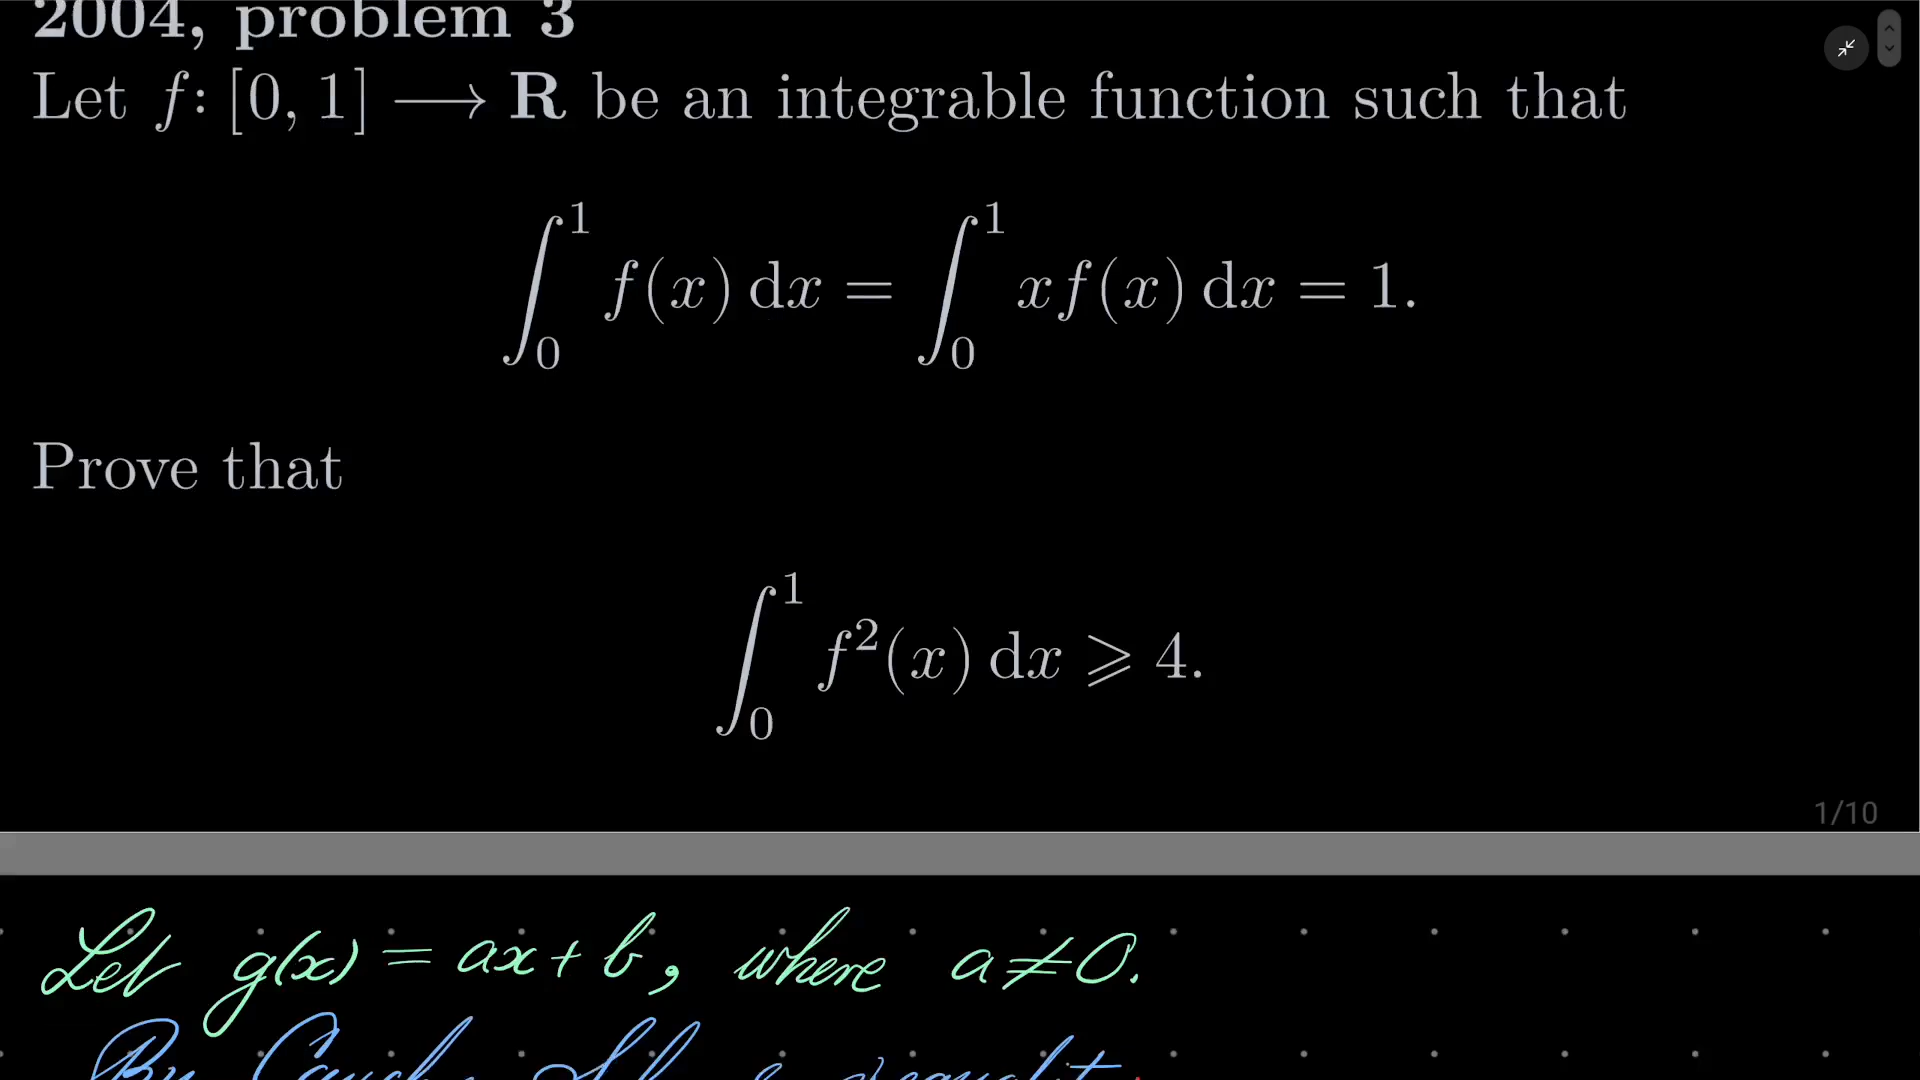 2004, problem 3
Let f: [0, 1] ⟶ R be an integrable function such that
∫₀¹ f(x) dx = ∫₀¹ xf(x) dx = 1.
Prove that
∫₀¹ f²(x) dx ⩾ 4.
1/10
Let g(x) = ax + b, where a ≠ 0.
By